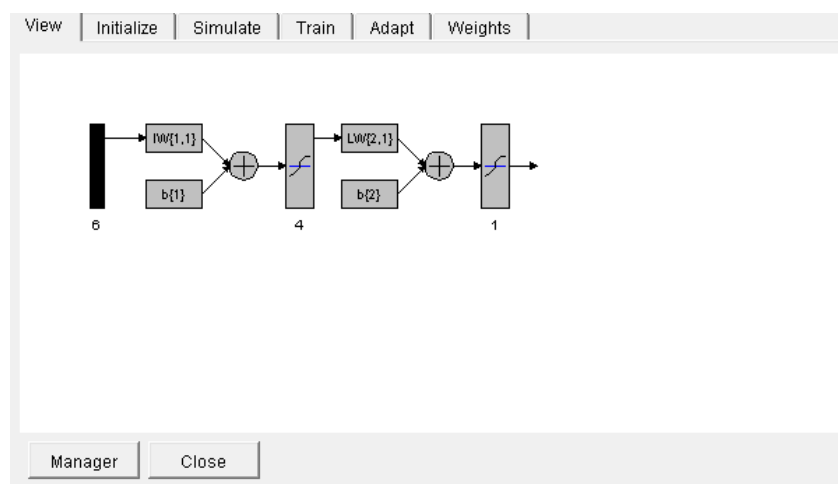 View Initialize Simulate Train Adapt Weights
IW{1,1} LW{2,1}
b{1} b{2}
6 4 1
Manager Close